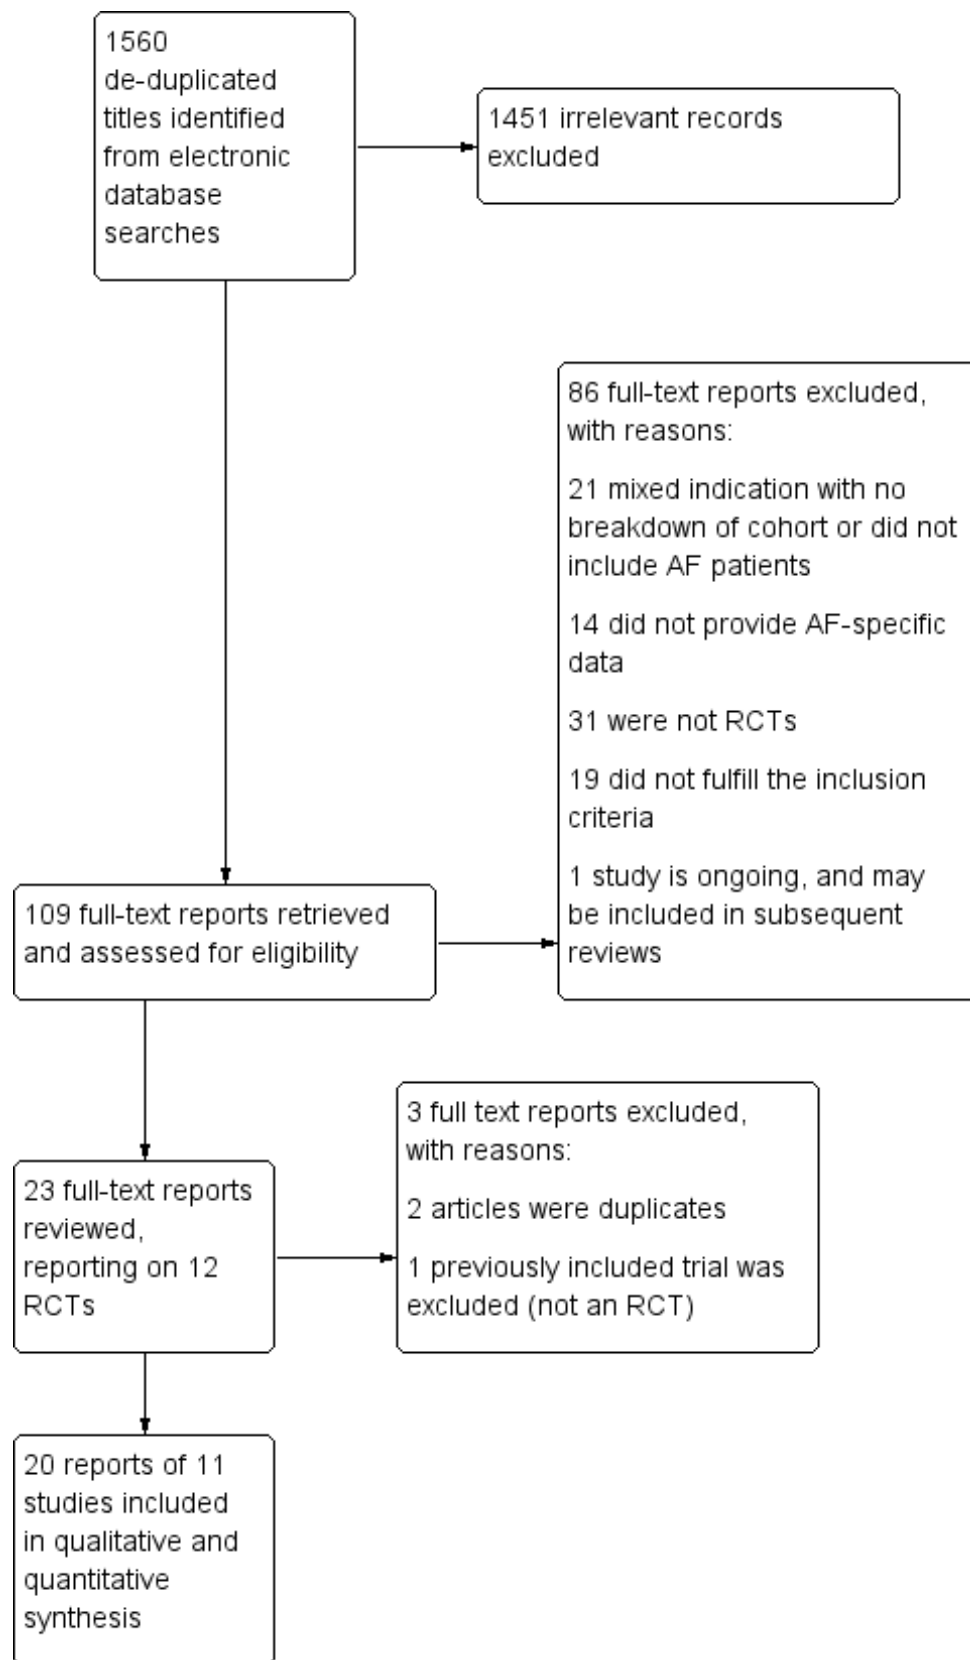 1560
de-duplicated
titles identified
from electronic
database
searches
1451 irrelevant records
excluded
86 full-text reports excluded,
with reasons:
21 mixed indication with no
breakdown of cohort or did not
include AF patients
14 did not provide AF-specific
data
31 were not RCTs
19 did not fulfill the inclusion
criteria
1 study is ongoing, and may
be included in subsequent
reviews
109 full-text reports retrieved
and assessed for eligibility
3 full text reports excluded,
with reasons:
2 articles were duplicates
1 previously included trial was
excluded (not an RCT)
23 full-text reports
reviewed,
reporting on 12
RCTs
20 reports of 11
studies included
in qualitative and
quantitative
synthesis